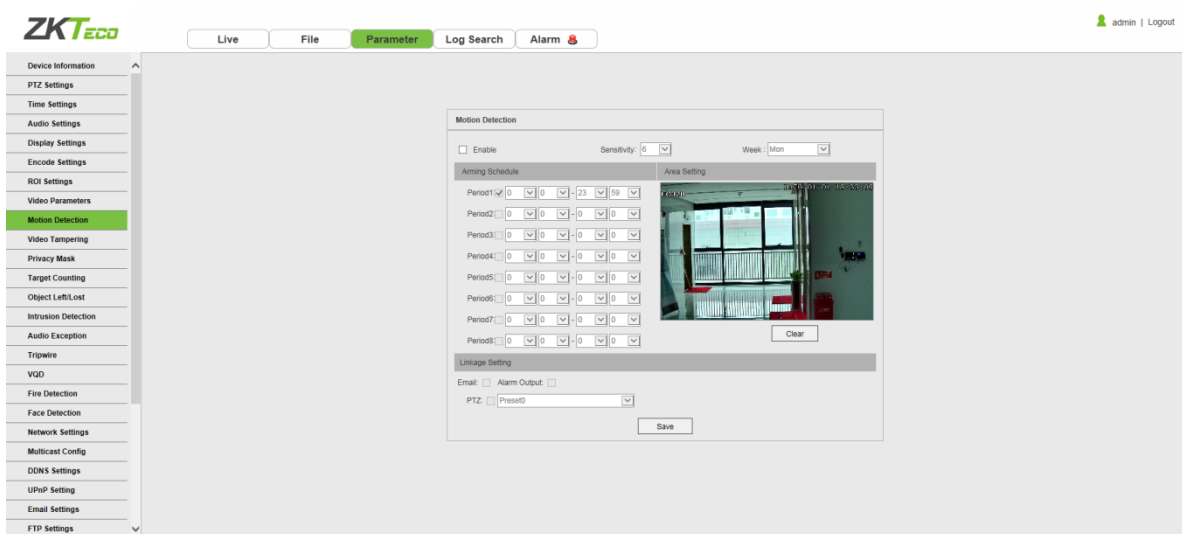 ZKTECO
admin | Logout
Live File Parameter Log Search Alarm
Device Information
PTZ Settings
Time Settings
Audio Settings
Display Settings
Encode Settings
ROI Settings
Video Parameters
Motion Detection
Video Tampering
Privacy Mask
Target Counting
Object Left/Lost
Intrusion Detection
Audio Exception
Tripwire
VQD
Fire Detection
Face Detection
Network Settings
Multicast Config
DDNS Settings
UPnP Setting
Email Settings
FTP Settings
Motion Detection
Enable Sensitivity: 6 Week : Mon
Arming Schedule
Period1: 0 0 - 23 59
Period2: 0 0 - 0 0
Period3: 0 0 - 0 0
Period4: 0 0 - 0 0
Period5: 0 0 - 0 0
Period6: 0 0 - 0 0
Period7: 0 0 - 0 0
Period8: 0 0 - 0 0
Area Setting
Clear
Linkage Setting
Email: Alarm Output:
PTZ: Preset0
Save